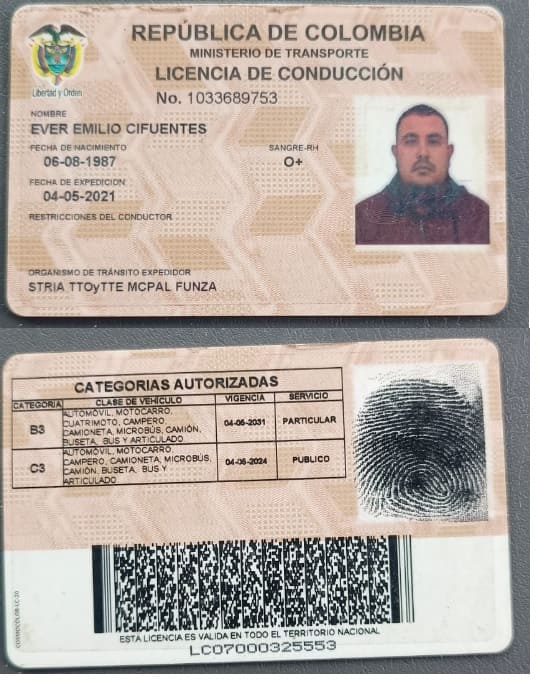 REPÚBLICA DE COLOMBIA
MINISTERIO DE TRANSPORTE
LICENCIA DE CONDUCCIÓN
Libertad y Orden
No. 1033689753
NOMBRE
EVER EMILIO CIFUENTES
FECHA DE NACIMIENTO
SANGRE-RH
06-08-1987
O+
FECHA DE EXPEDICION
04-05-2021
RESTRICCIONES DEL CONDUCTOR
ORGANISMO DE TRÁNSITO EXPEDIDOR
STRIA TTOyTTE MCPAL FUNZA
CATEGORIAS AUTORIZADAS
CATEGORIA CLASE DE VEHÍCULO VIGENCIA SERVICIO
B3
AUTOMÓVIL, MOTOCARRO,
CUATRIMOTO, CAMPERO,
CAMIONETA, MICROBÚS, CAMIÓN,
BUSETA, BUS Y ARTICULADO
04-05-2031
PARTICULAR
C3
AUTOMÓVIL, MOTOCARRO,
CAMPERO, CAMIONETA, MICROBÚS,
CAMIÓN, BUSETA, BUS Y
ARTICULADO
04-05-2024
PUBLICO
ESTA LICENCIA ES VALIDA EN TODO EL TERRITORIO NACIONAL
LC07000325553